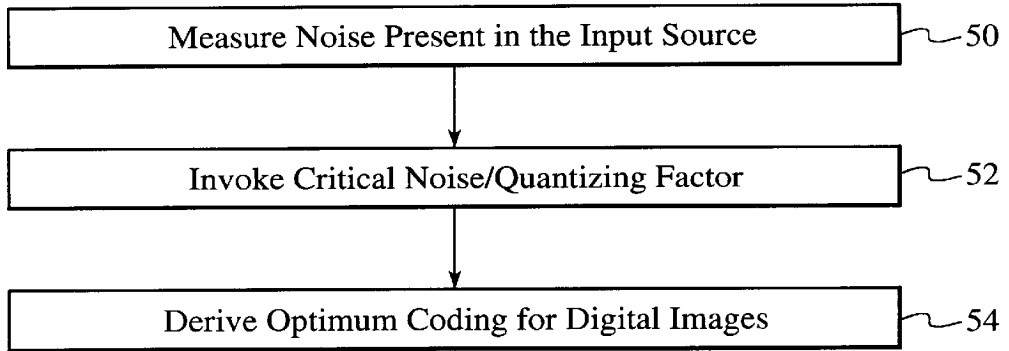 Measure Noise Present in the Input Source 50
Invoke Critical Noise/Quantizing Factor 52
Derive Optimum Coding for Digital Images 54